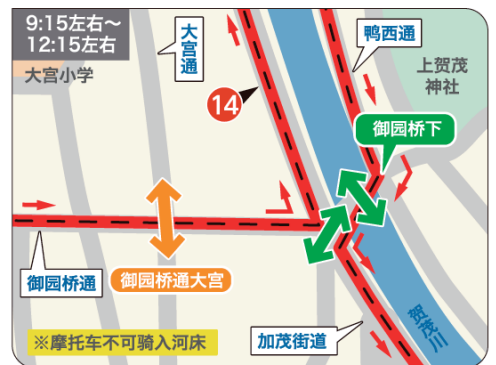 9:15左右～
12:15左右
大宫小学
大宫通
鸭西通
上贺茂
神社
14
御园桥下
御园桥通
御园桥通大宫
贺茂川
※摩托车不可骑入河床
加茂街道